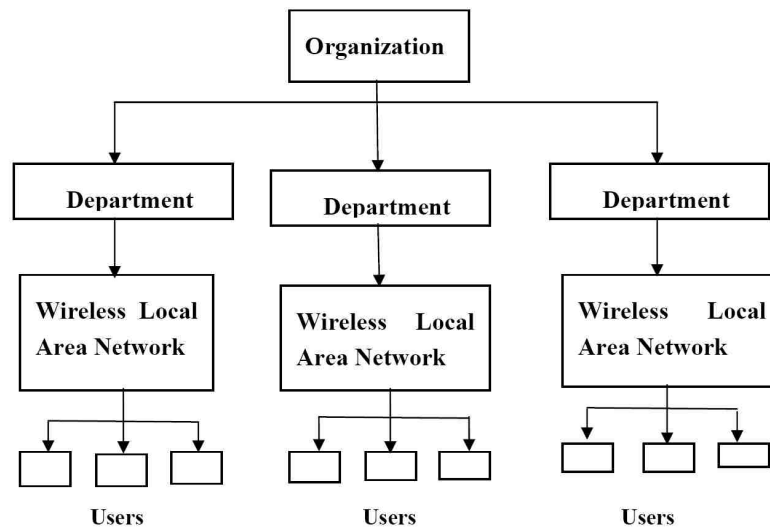 Organization
Department
Department
Department
Wireless Local
Area Network
Wireless Local
Area Network
Wireless Local
Area Network
Users
Users
Users